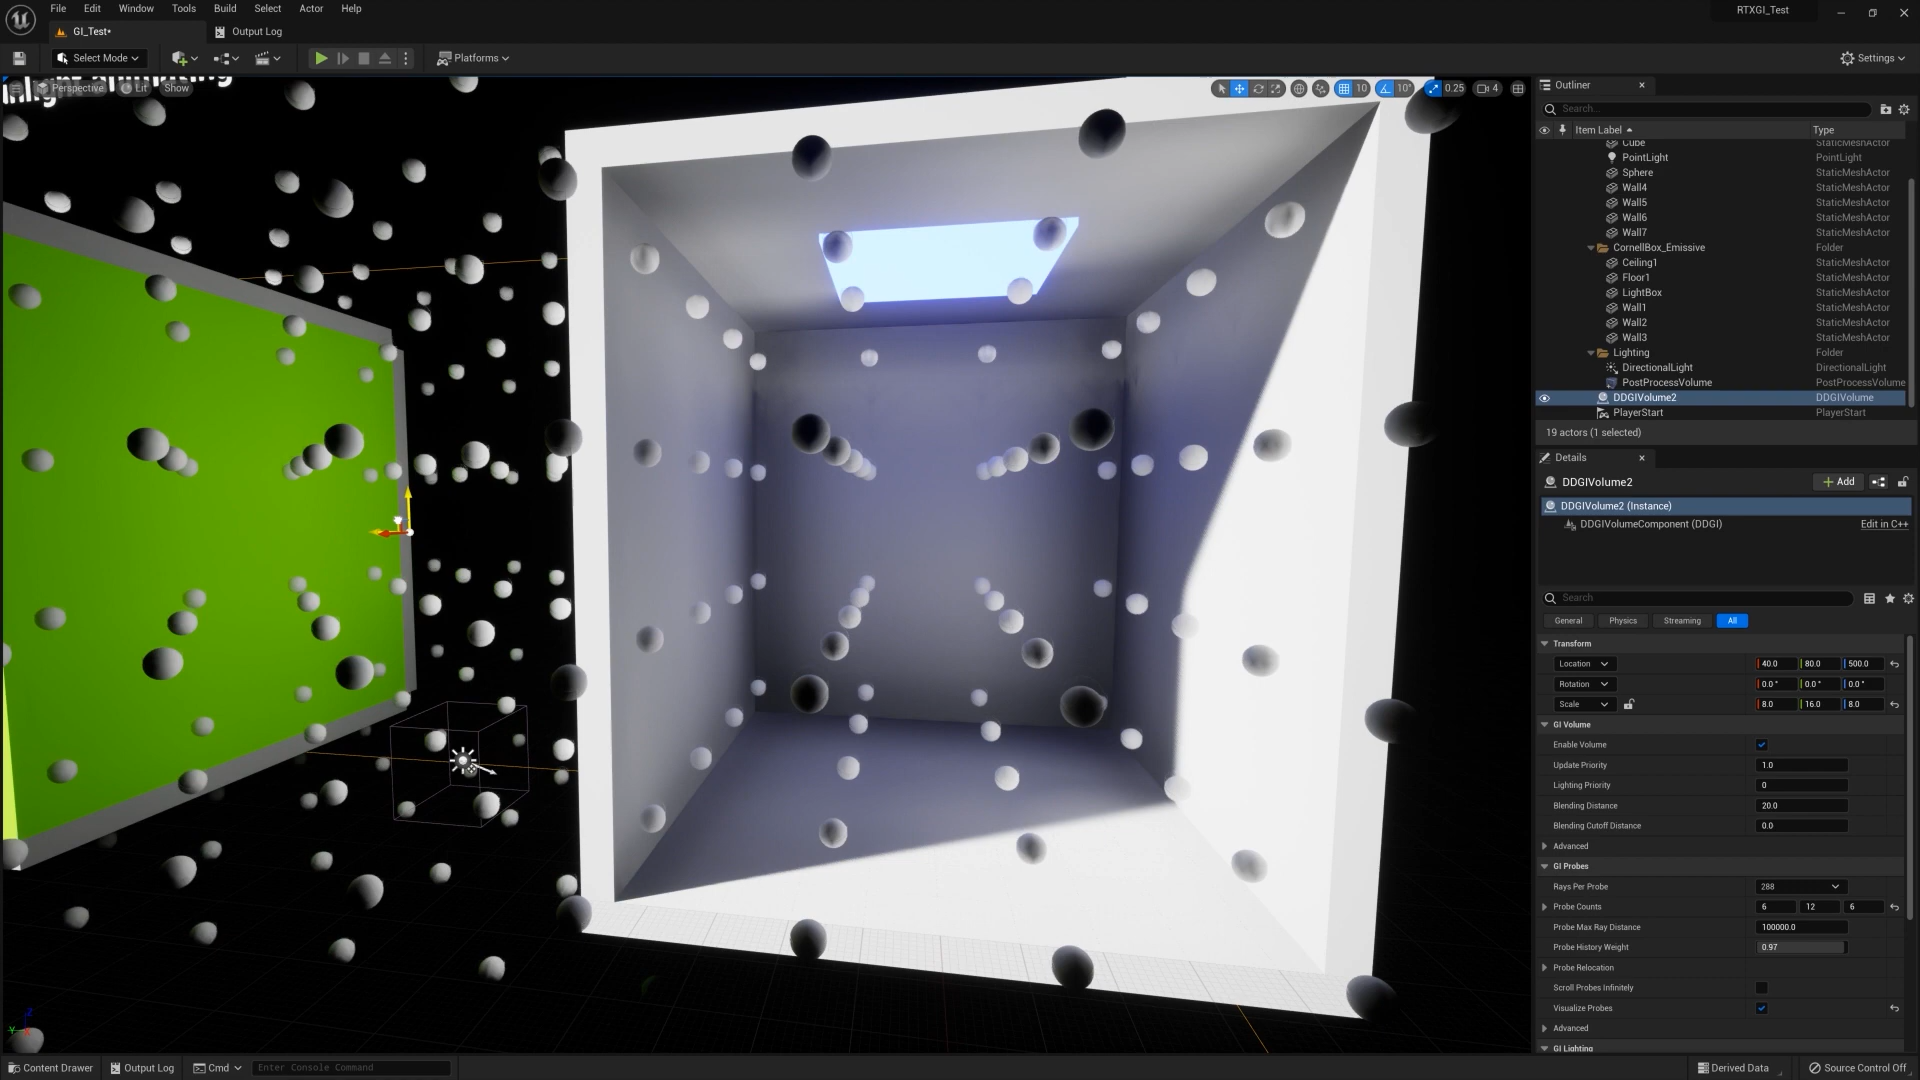 File Edit Window Tools Build Select Actor Help
RTXGI_Test
GI_Test•
Output Log
Select Mode
Platforms
Settings
Perspective Lit Show
10 10° 0.25 4
Outliner
Search...
Item Label Type
Cube StaticMeshActor
PointLight PointLight
Sphere StaticMeshActor
Wall4 StaticMeshActor
Wall5 StaticMeshActor
Wall6 StaticMeshActor
Wall7 StaticMeshActor
CornellBox_Emissive Folder
Ceiling1 StaticMeshActor
Floor1 StaticMeshActor
LightBox StaticMeshActor
Wall1 StaticMeshActor
Wall2 StaticMeshActor
Wall3 StaticMeshActor
Lighting Folder
DirectionalLight DirectionalLight
PostProcessVolume PostProcessVolume
DDGIVolume2 DDGIVolume
PlayerStart PlayerStart
19 actors (1 selected)
Details
DDGIVolume2
Add
DDGIVolume2 (Instance)
DDGIVolumeComponent (DDGI) Edit in C++
Search
General Physics Streaming All
Transform
Location 40.0 80.0 500.0
Rotation 0.0 ° 0.0 ° 0.0 °
Scale 8.0 16.0 8.0
GI Volume
Enable Volume
Update Priority 1.0
Lighting Priority 0
Blending Distance 20.0
Blending Cutoff Distance 0.0
Advanced
GI Probes
Rays Per Probe 288
Probe Counts 6 12 6
Probe Max Ray Distance 100000.0
Probe History Weight 0.97
Probe Relocation
Scroll Probes Infinitely
Visualize Probes
Advanced
GI Lighting
Z
Y
Content Drawer Output Log Cmd Enter Console Command
Derived Data Source Control Off